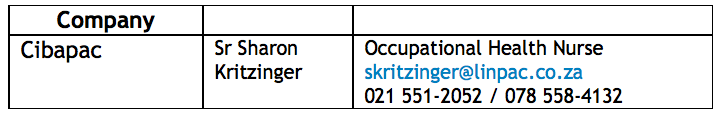 Company
Cibapac
Sr Sharon
Kritzinger
Occupational Health Nurse
skritzinger@linpac.co.za
021 551-2052 / 078 558-4132